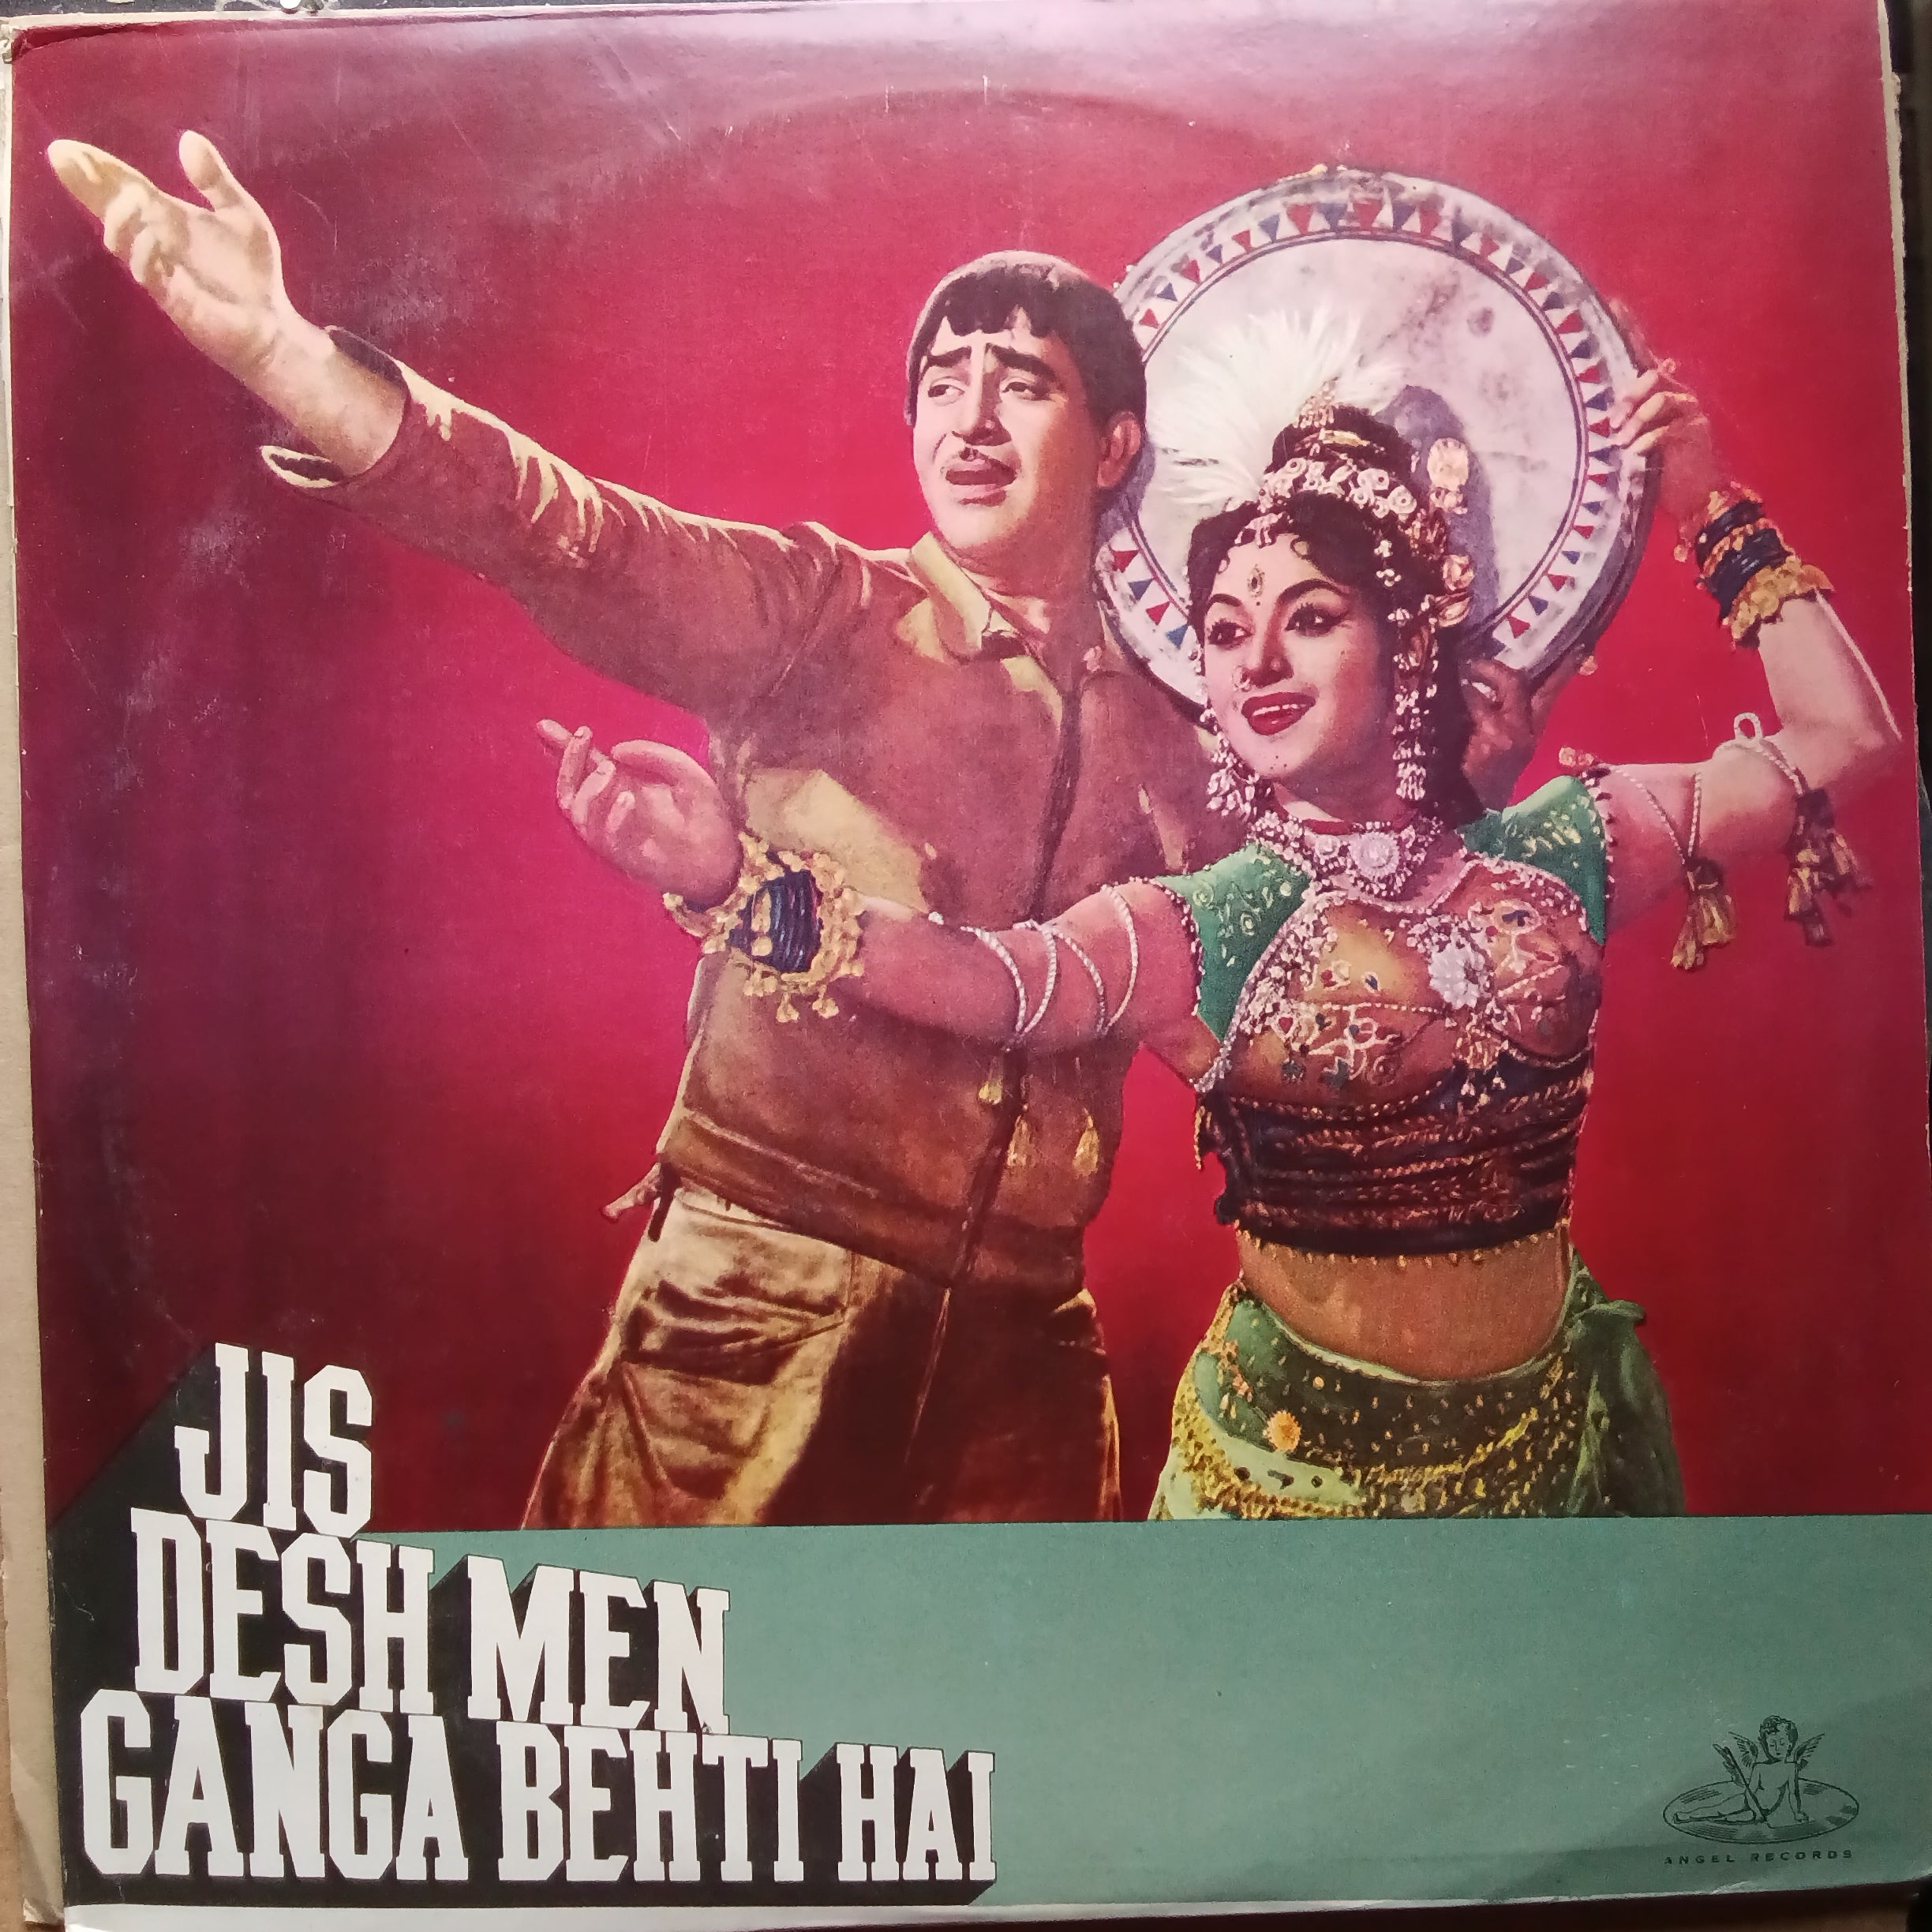 JIS
DESH MEN
GANGA BEHTI HAI
ANGEL RECORDS